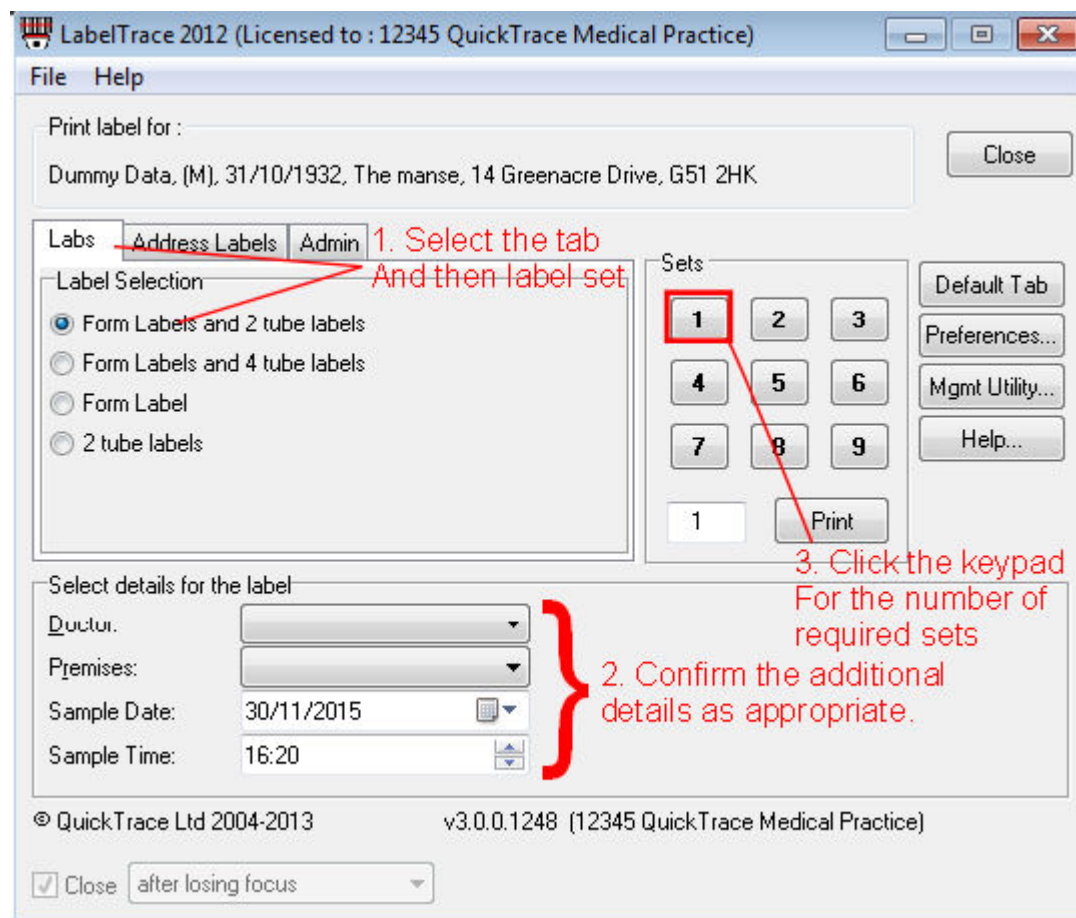 LabelTrace 2012 (Licensed to : 12345 QuickTrace Medical Practice)
File Help
Print label for :
Dummy Data, (M), 31/10/1932, The manse, 14 Greenacre Drive, G51 2HK
Close
Labs Address Labels Admin
1. Select the tab
And then label set
Label Selection
Form Labels and 2 tube labels
Form Labels and 4 tube labels
Form Label
2 tube labels
Sets
1 2 3
4 5 6
7 8 9
1 Print
Default Tab
Preferences...
Mgmt Utility...
Help...
3. Click the keypad
For the number of
required sets
Select details for the label
Doctor:
Premises:
Sample Date: 30/11/2015
Sample Time: 16:20
2. Confirm the additional
details as appropriate.
© QuickTrace Ltd 2004-2013 v3.0.0.1248 (12345 QuickTrace Medical Practice)
Close after losing focus